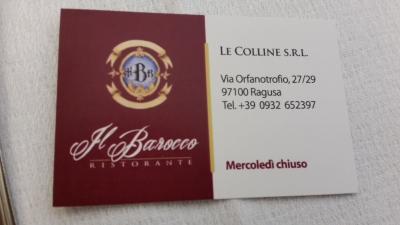 B
Il Barocco
RISTORANTE
LE COLLINE S.R.L.
Via Orfanotrofio, 27/29
97100 Ragusa
Tel. +39 0932 652397
Mercoledì chiuso